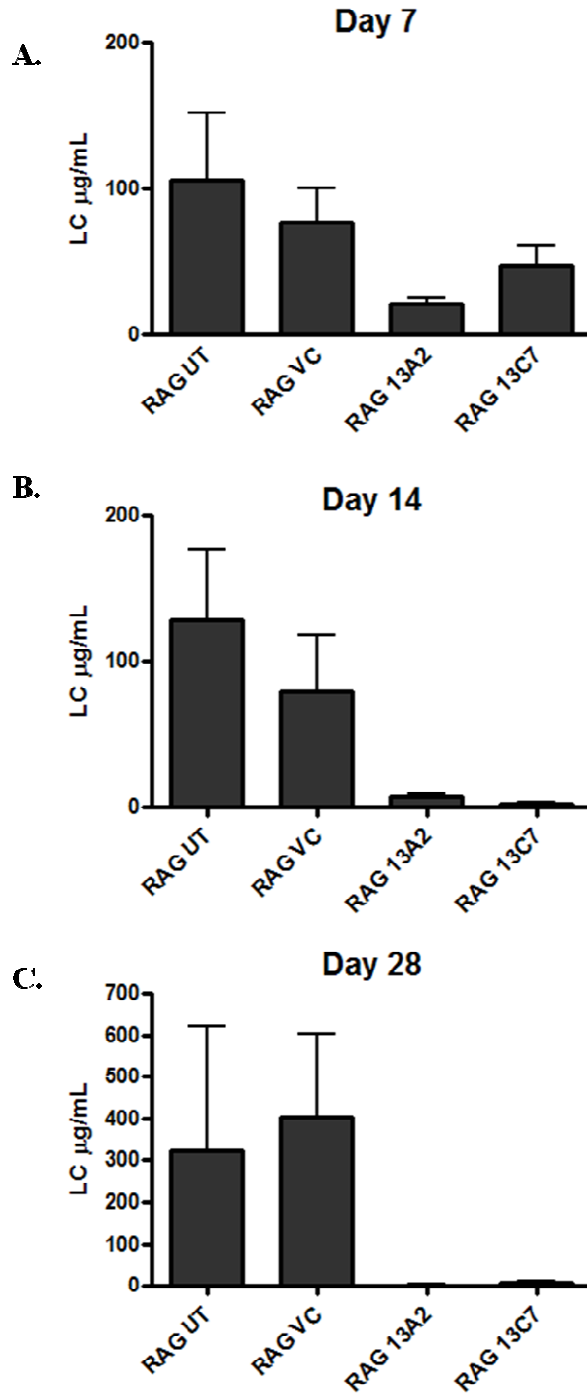 A.
Day 7
LC µg/mL
200
100
0
RAG UT
RAG VC
RAG 13A2
RAG 13C7
B.
Day 14
LC µg/mL
200
100
0
RAG UT
RAG VC
RAG 13A2
RAG 13C7
C.
Day 28
LC µg/mL
700
600
500
400
300
200
100
0
RAG UT
RAG VC
RAG 13A2
RAG 13C7